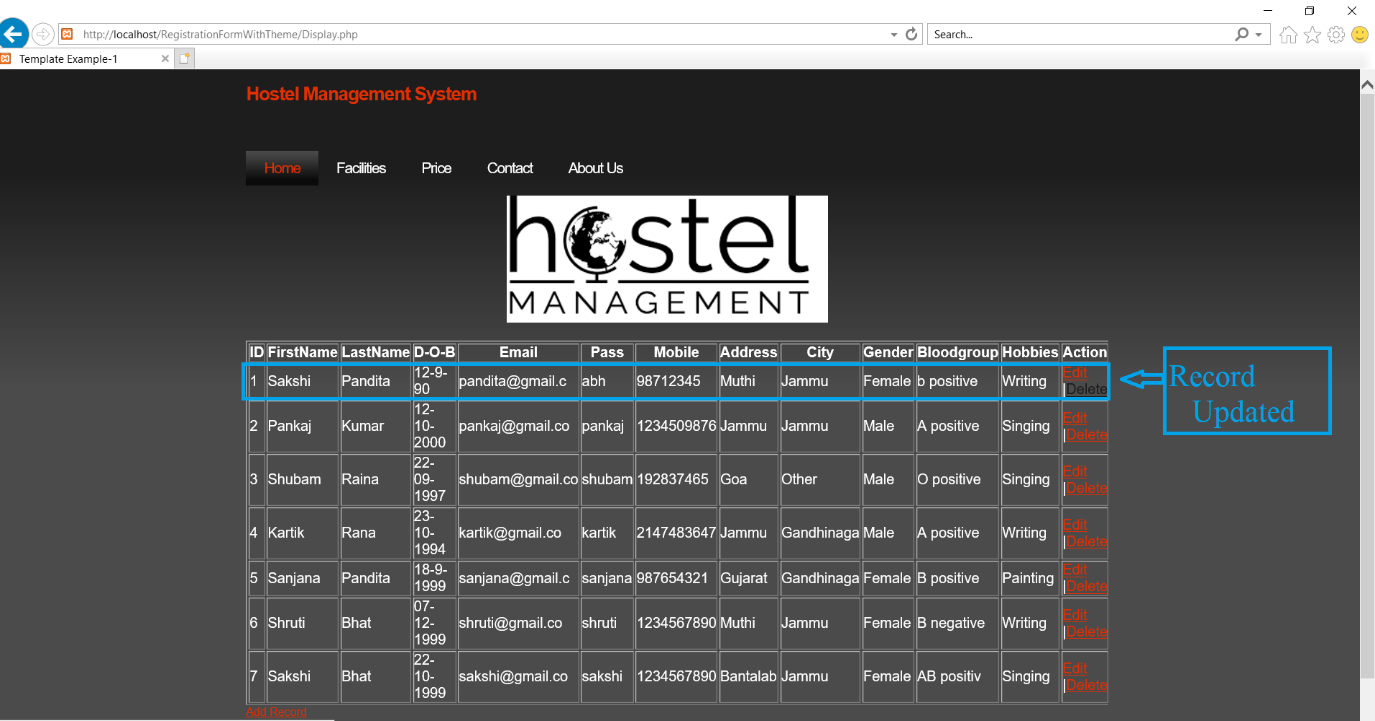 http://localhost/RegistrationFormWithTheme/Display.php
Search...
Template Example-1
Hostel Management System
Home Facilities Price Contact About Us
hostel
MANAGEMENT
ID FirstName LastName D-O-B Email Pass Mobile Address City Gender Bloodgroup Hobbies Action
1 Sakshi Pandita 12-9-90 pandita@gmail.c abh 98712345 Muthi Jammu Female b positive Writing Edit |Delete
2 Pankaj Kumar 12-10-2000 pankaj@gmail.co pankaj 1234509876 Jammu Jammu Male A positive Singing Edit |Delete
3 Shubam Raina 22-09-1997 shubam@gmail.co shubam 192837465 Goa Other Male O positive Singing Edit |Delete
4 Kartik Rana 23-10-1994 kartik@gmail.co kartik 2147483647 Jammu Gandhinaga Male A positive Writing Edit |Delete
5 Sanjana Pandita 18-9-1999 sanjana@gmail.c sanjana 987654321 Gujarat Gandhinaga Female B positive Painting Edit |Delete
6 Shruti Bhat 07-12-1999 shruti@gmail.co shruti 1234567890 Muthi Jammu Female B negative Writing Edit |Delete
7 Sakshi Bhat 22-10-1999 sakshi@gmail.co sakshi 1234567890 Bantalab Jammu Female AB positiv Singing Edit |Delete
Add Record
Record
Updated